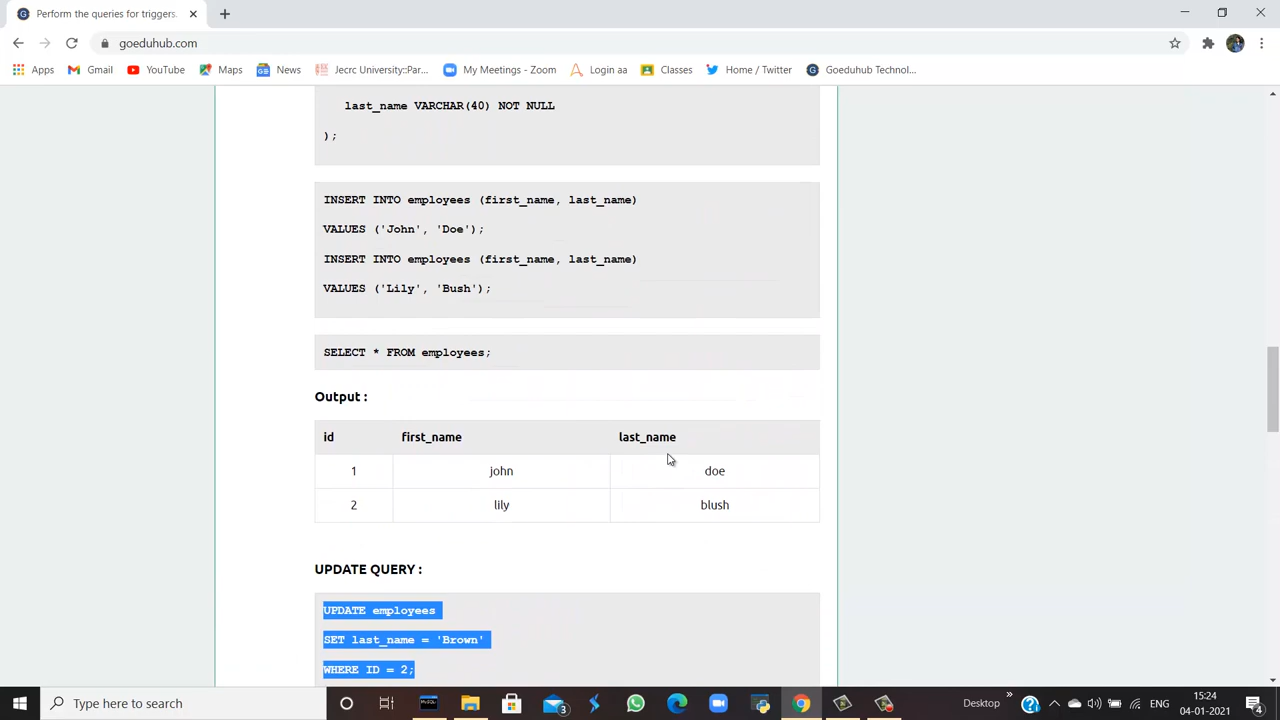 Perform the queries for triggers.
goeduhub.com
Apps Gmail YouTube Maps News Jecrc University::Par... My Meetings - Zoom Login aa Classes Home / Twitter Goeduhub Technol...
last_name VARCHAR(40) NOT NULL
);
INSERT INTO employees (first_name, last_name)
VALUES ('John', 'Doe');
INSERT INTO employees (first_name, last_name)
VALUES ('Lily', 'Bush');
SELECT * FROM employees;
Output :
id first_name last_name
1 john doe
2 lily blush
UPDATE QUERY :
UPDATE employees
SET last_name = 'Brown'
WHERE ID = 2;
Type here to search
3
Desktop
»
ENG
15:24
04-01-2021
4